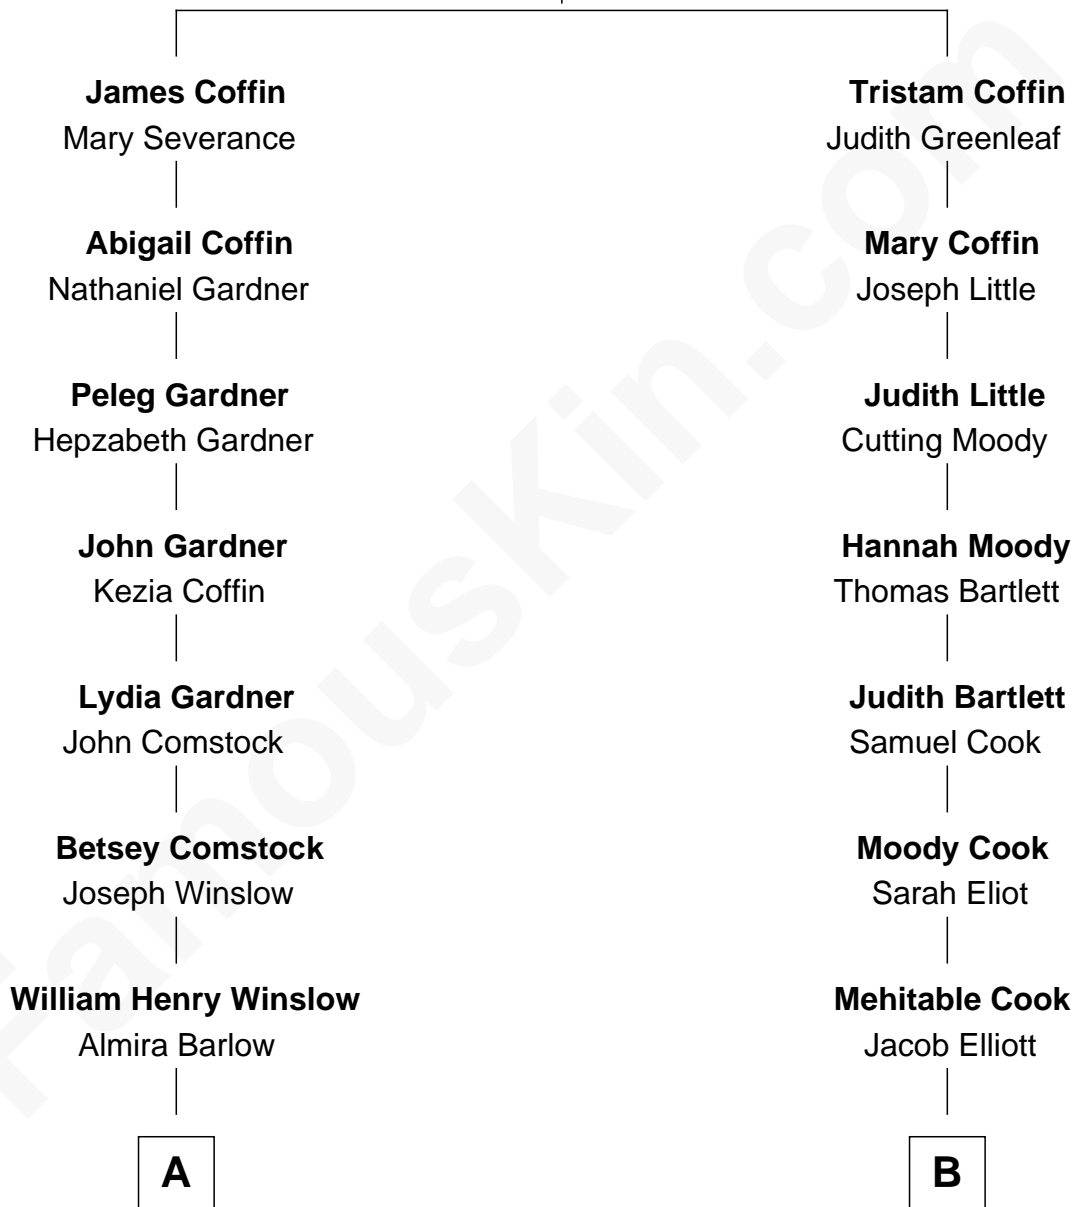 James Coffin
Mary Severance
Abigail Coffin
Nathaniel Gardner
Peleg Gardner
Hepzabeth Gardner
John Gardner
Kezia Coffin
Lydia Gardner
John Comstock
Betsey Comstock
Joseph Winslow
William Henry Winslow
Almira Barlow
A
Tristam Coffin
Judith Greenleaf
Mary Coffin
Joseph Little
Judith Little
Cutting Moody
Hannah Moody
Thomas Bartlett
Judith Bartlett
Samuel Cook
Moody Cook
Sarah Eliot
Mehitable Cook
Jacob Elliott
B
FamousKin.com